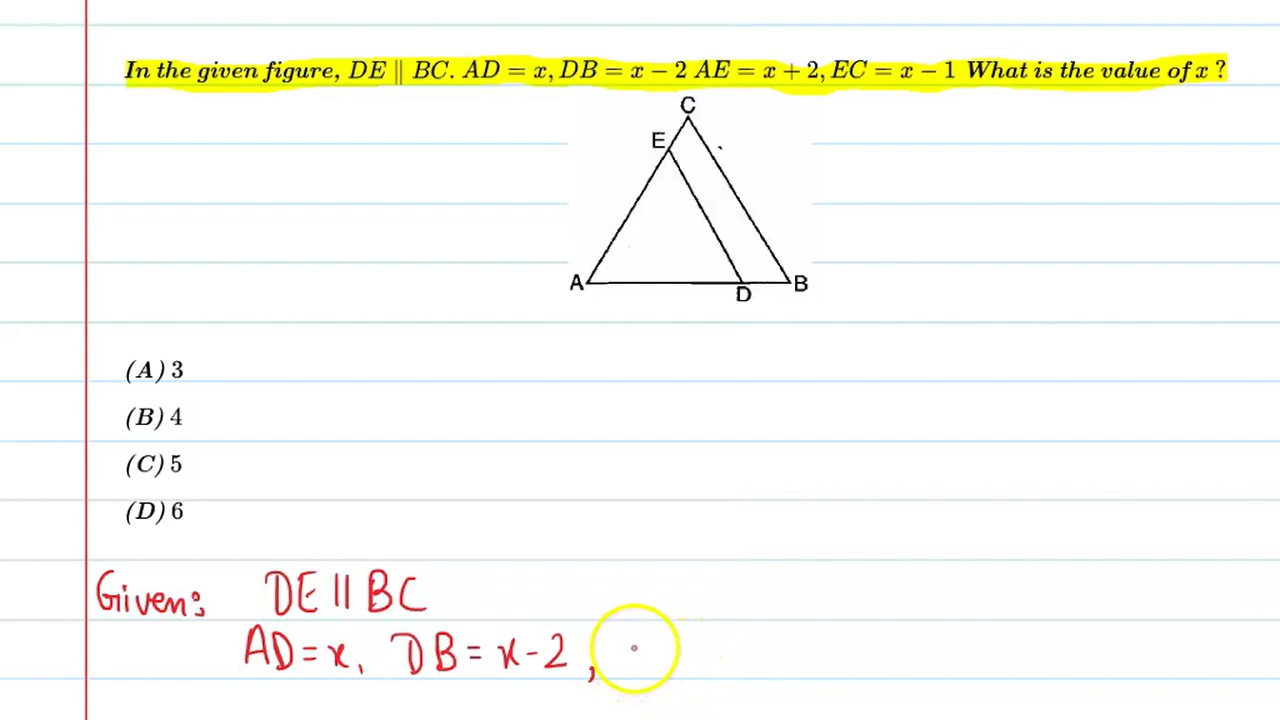 In the given figure, DE ∥ BC. AD = x, DB = x − 2 AE = x + 2, EC = x − 1 What is the value of x ?
C
E
A
D
B
(A) 3
(B) 4
(C) 5
(D) 6
Given: DE || BC
AD = x, DB = x - 2 ,